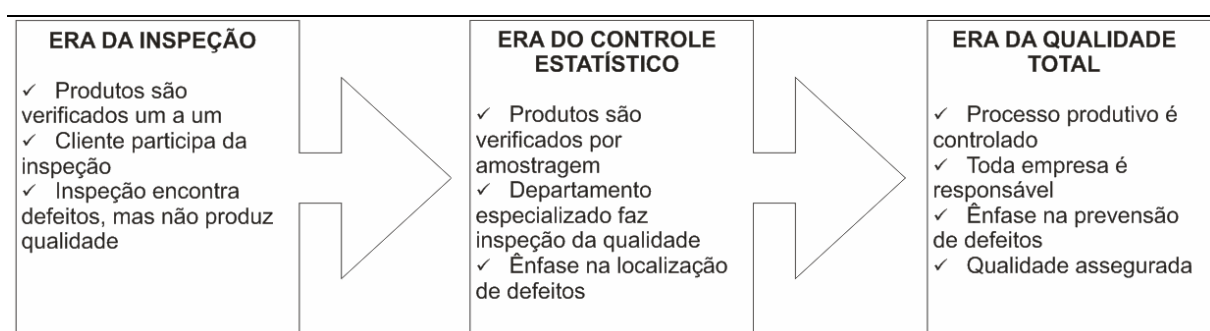 ERA DA INSPEÇÃO
✓ Produtos são
verificados um a um
✓ Cliente participa da
inspeção
✓ Inspeção encontra
defeitos, mas não produz
qualidade
ERA DO CONTROLE
ESTATÍSTICO
✓ Produtos são
verificados por
amostragem
✓ Departamento
especializado faz
inspeção da qualidade
✓ Ênfase na localização
de defeitos
ERA DA QUALIDADE
TOTAL
✓ Processo produtivo é
controlado
✓ Toda empresa é
responsável
✓ Ênfase na prevensão
de defeitos
✓ Qualidade assegurada